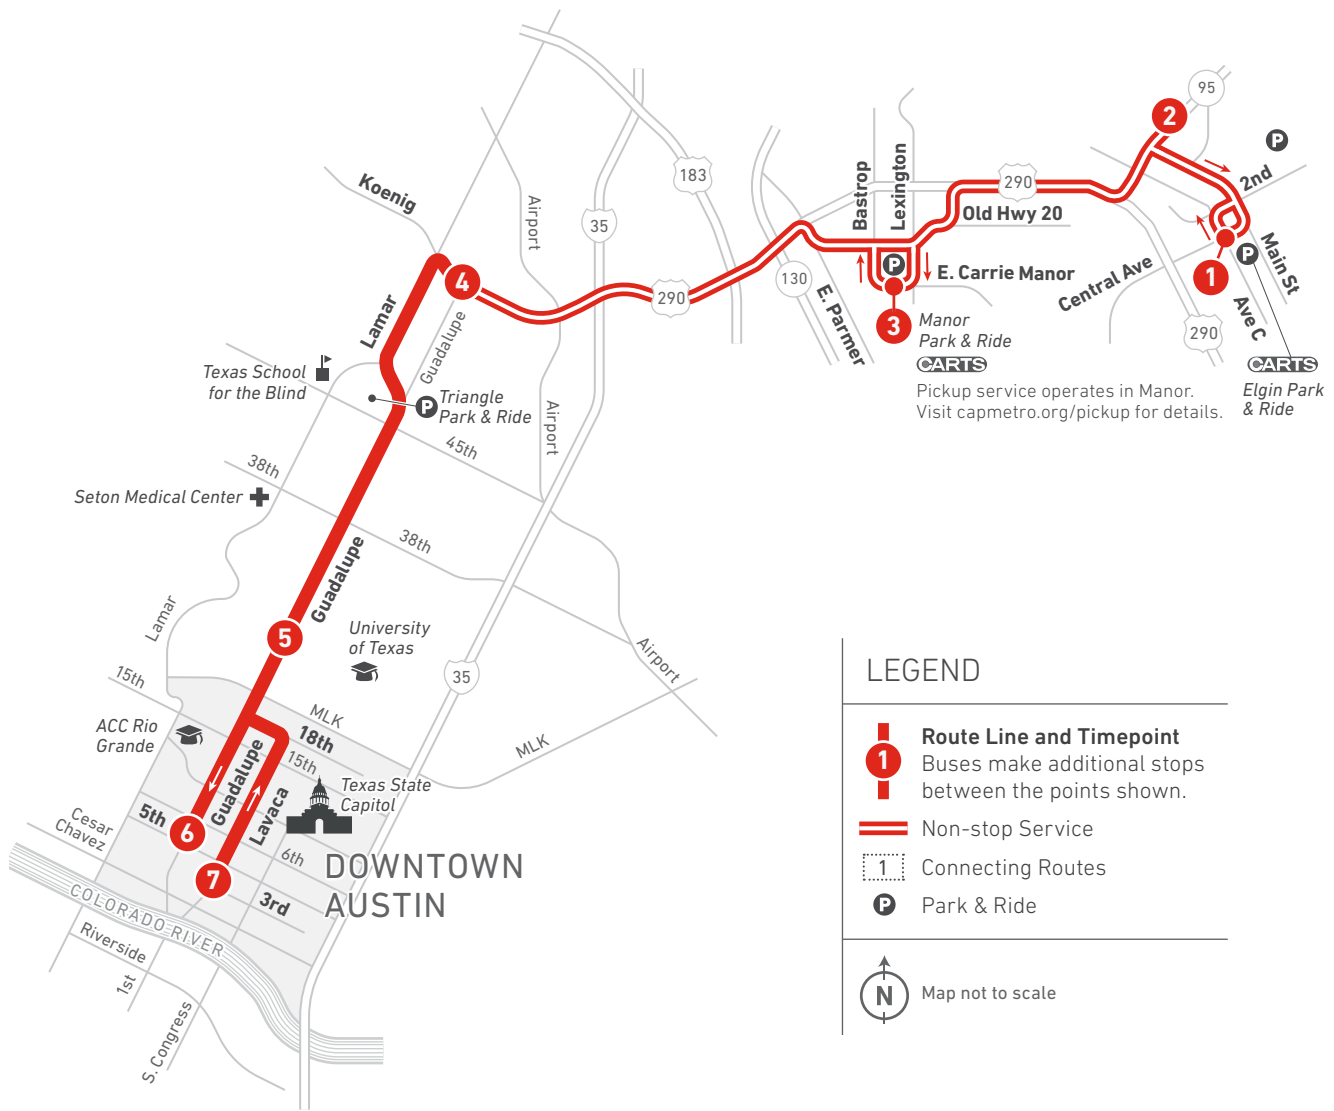 95
2
P
2nd
Koenig
183
Airport
35
Bastrop
Lexington
290
Old Hwy 20
Main St
P
1
Central Ave
Ave C
290
CARTS
Elgin Park
& Ride
130
E. Parmer
P
E. Carrie Manor
3
Manor
Park & Ride
CARTS
Pickup service operates in Manor.
Visit capmetro.org/pickup for details.
4
290
Lamar
Guadalupe
Texas School
for the Blind
P
Triangle
Park & Ride
Airport
45th
38th
Seton Medical Center
38th
Guadalupe
Lamar
5
University
of Texas
Airport
35
15th
MLK
MLK
ACC Rio
Grande
18th
15th
Guadalupe
Lavaca
Texas State
Capitol
5th
6
Cesar
Chavez
6th
7
3rd
DOWNTOWN
AUSTIN
COLORADO RIVER
Riverside
1st
S. Congress
LEGEND
1
Route Line and Timepoint
Buses make additional stops
between the points shown.
Non-stop Service
1
Connecting Routes
P
Park & Ride
N
Map not to scale